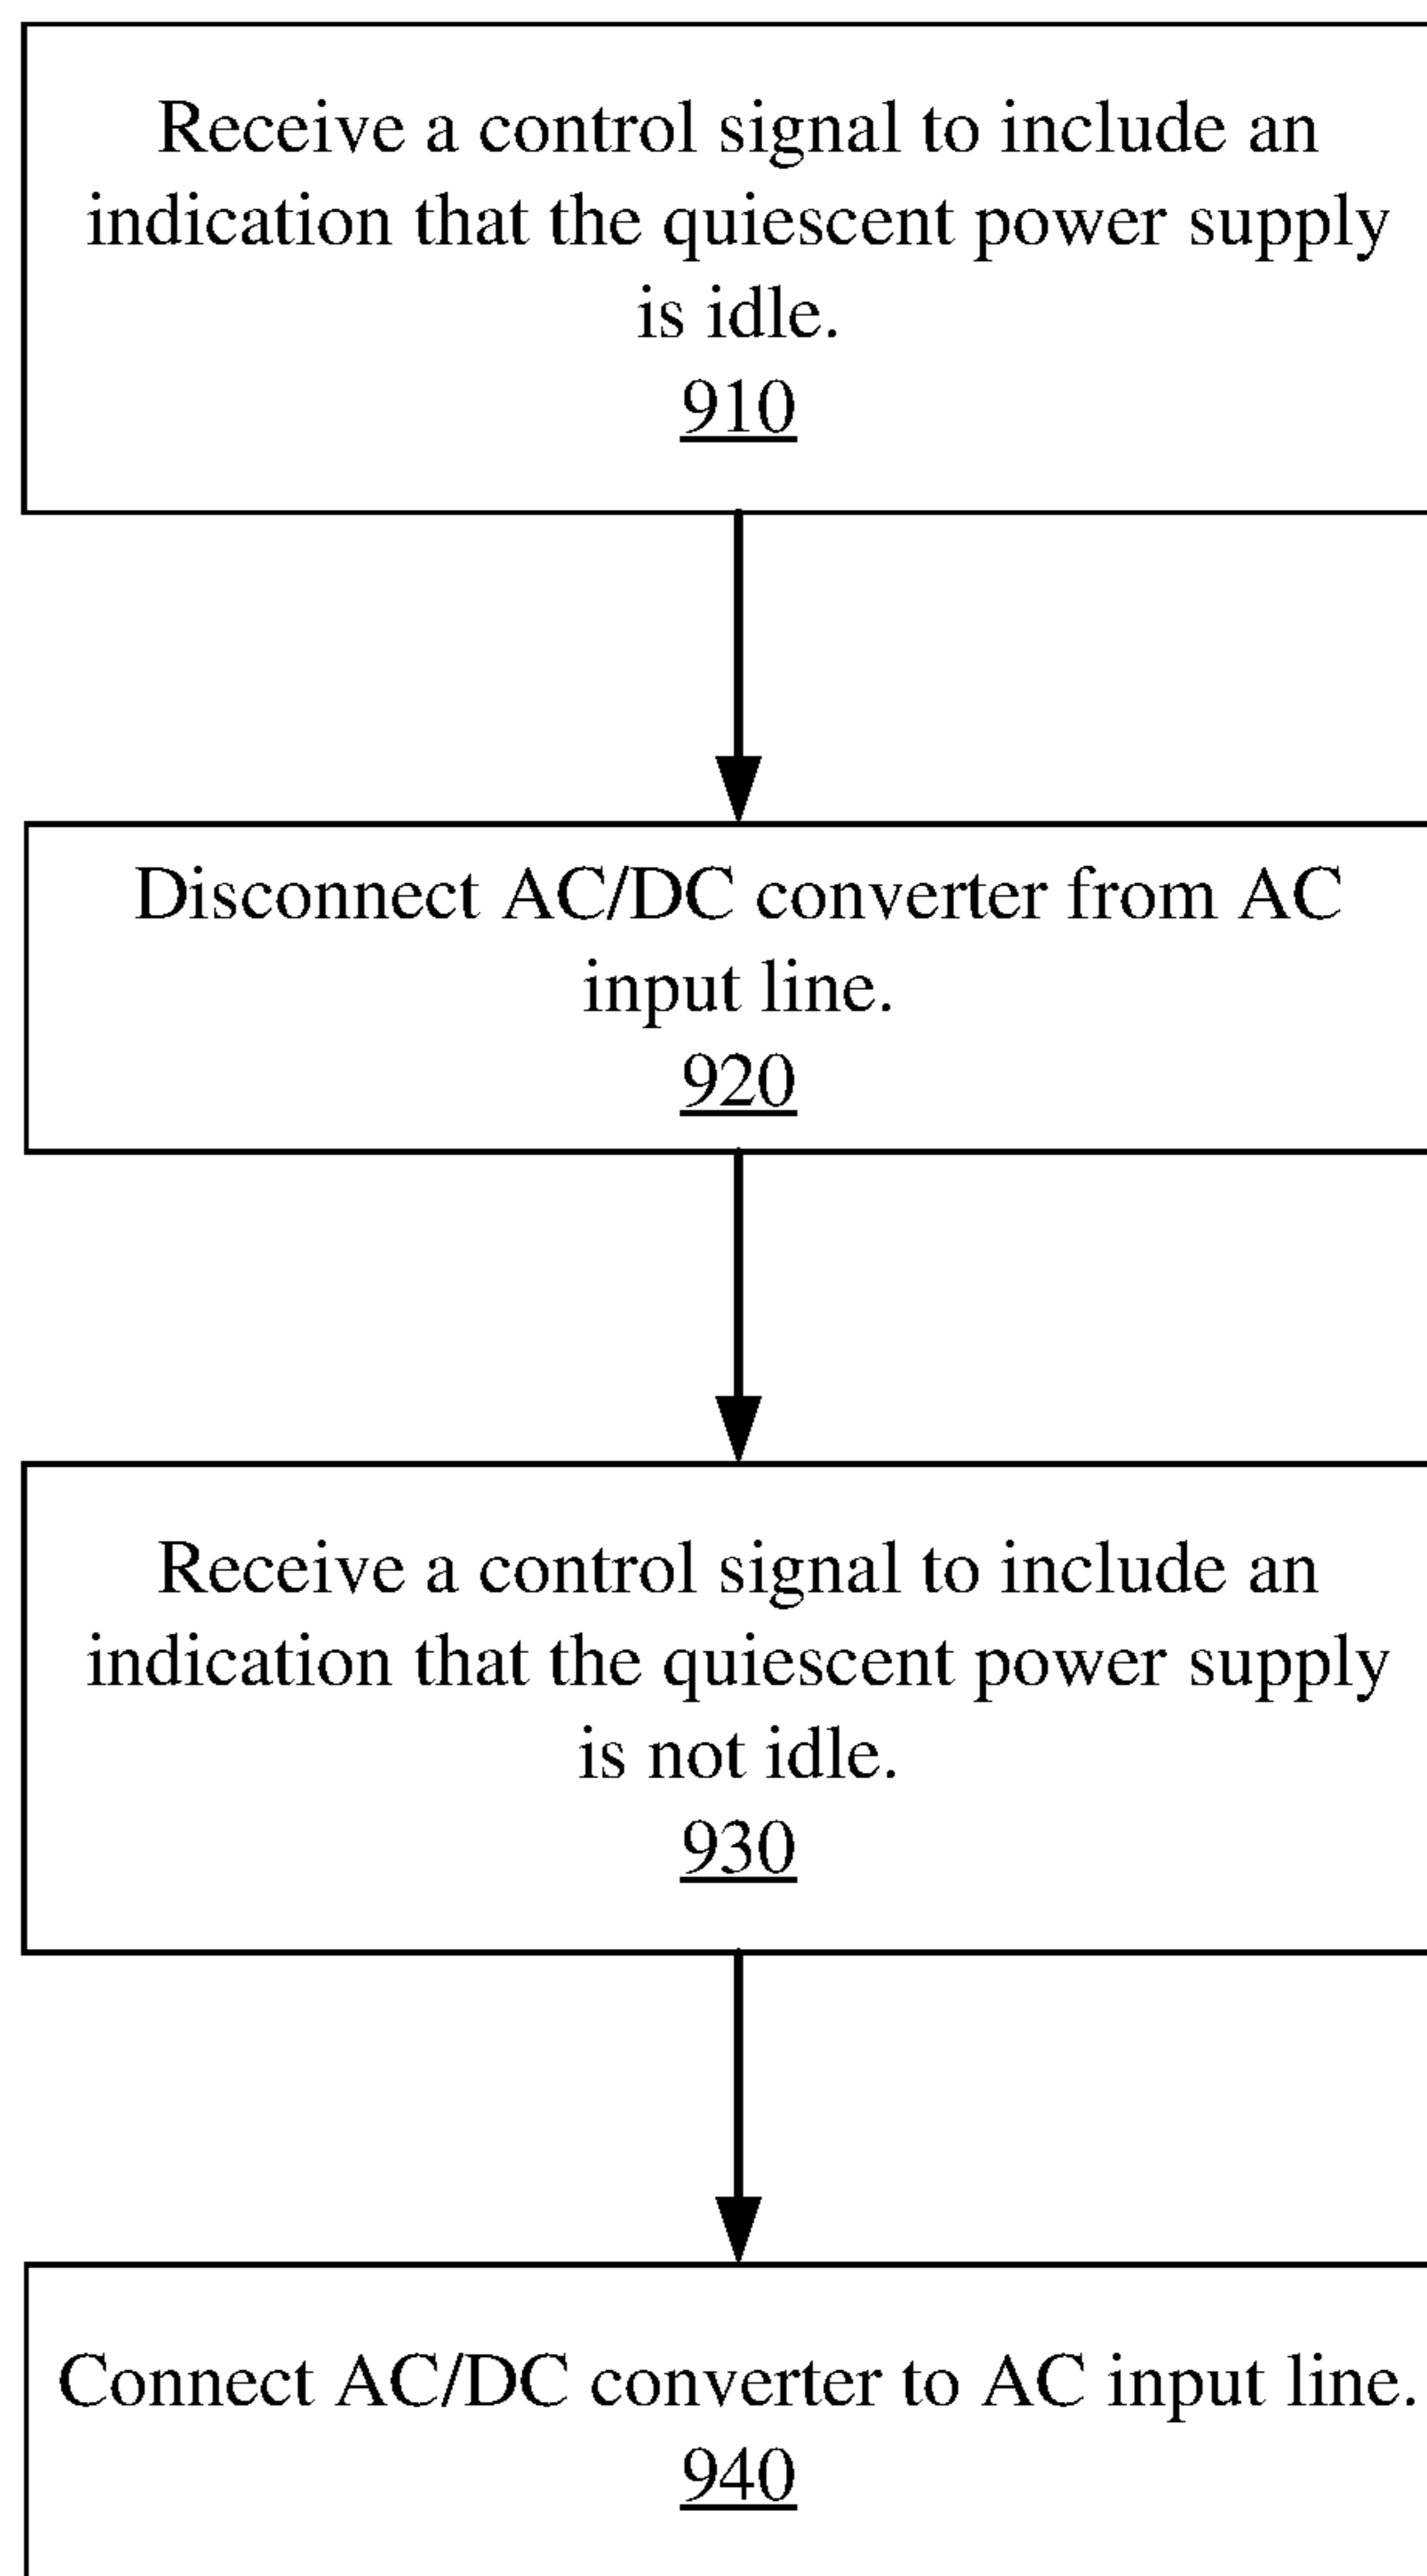 Receive a control signal to include an
indication that the quiescent power supply
is idle.
910
Disconnect AC/DC converter from AC
input line.
920
Receive a control signal to include an
indication that the quiescent power supply
is not idle.
930
Connect AC/DC converter to AC input line.
940